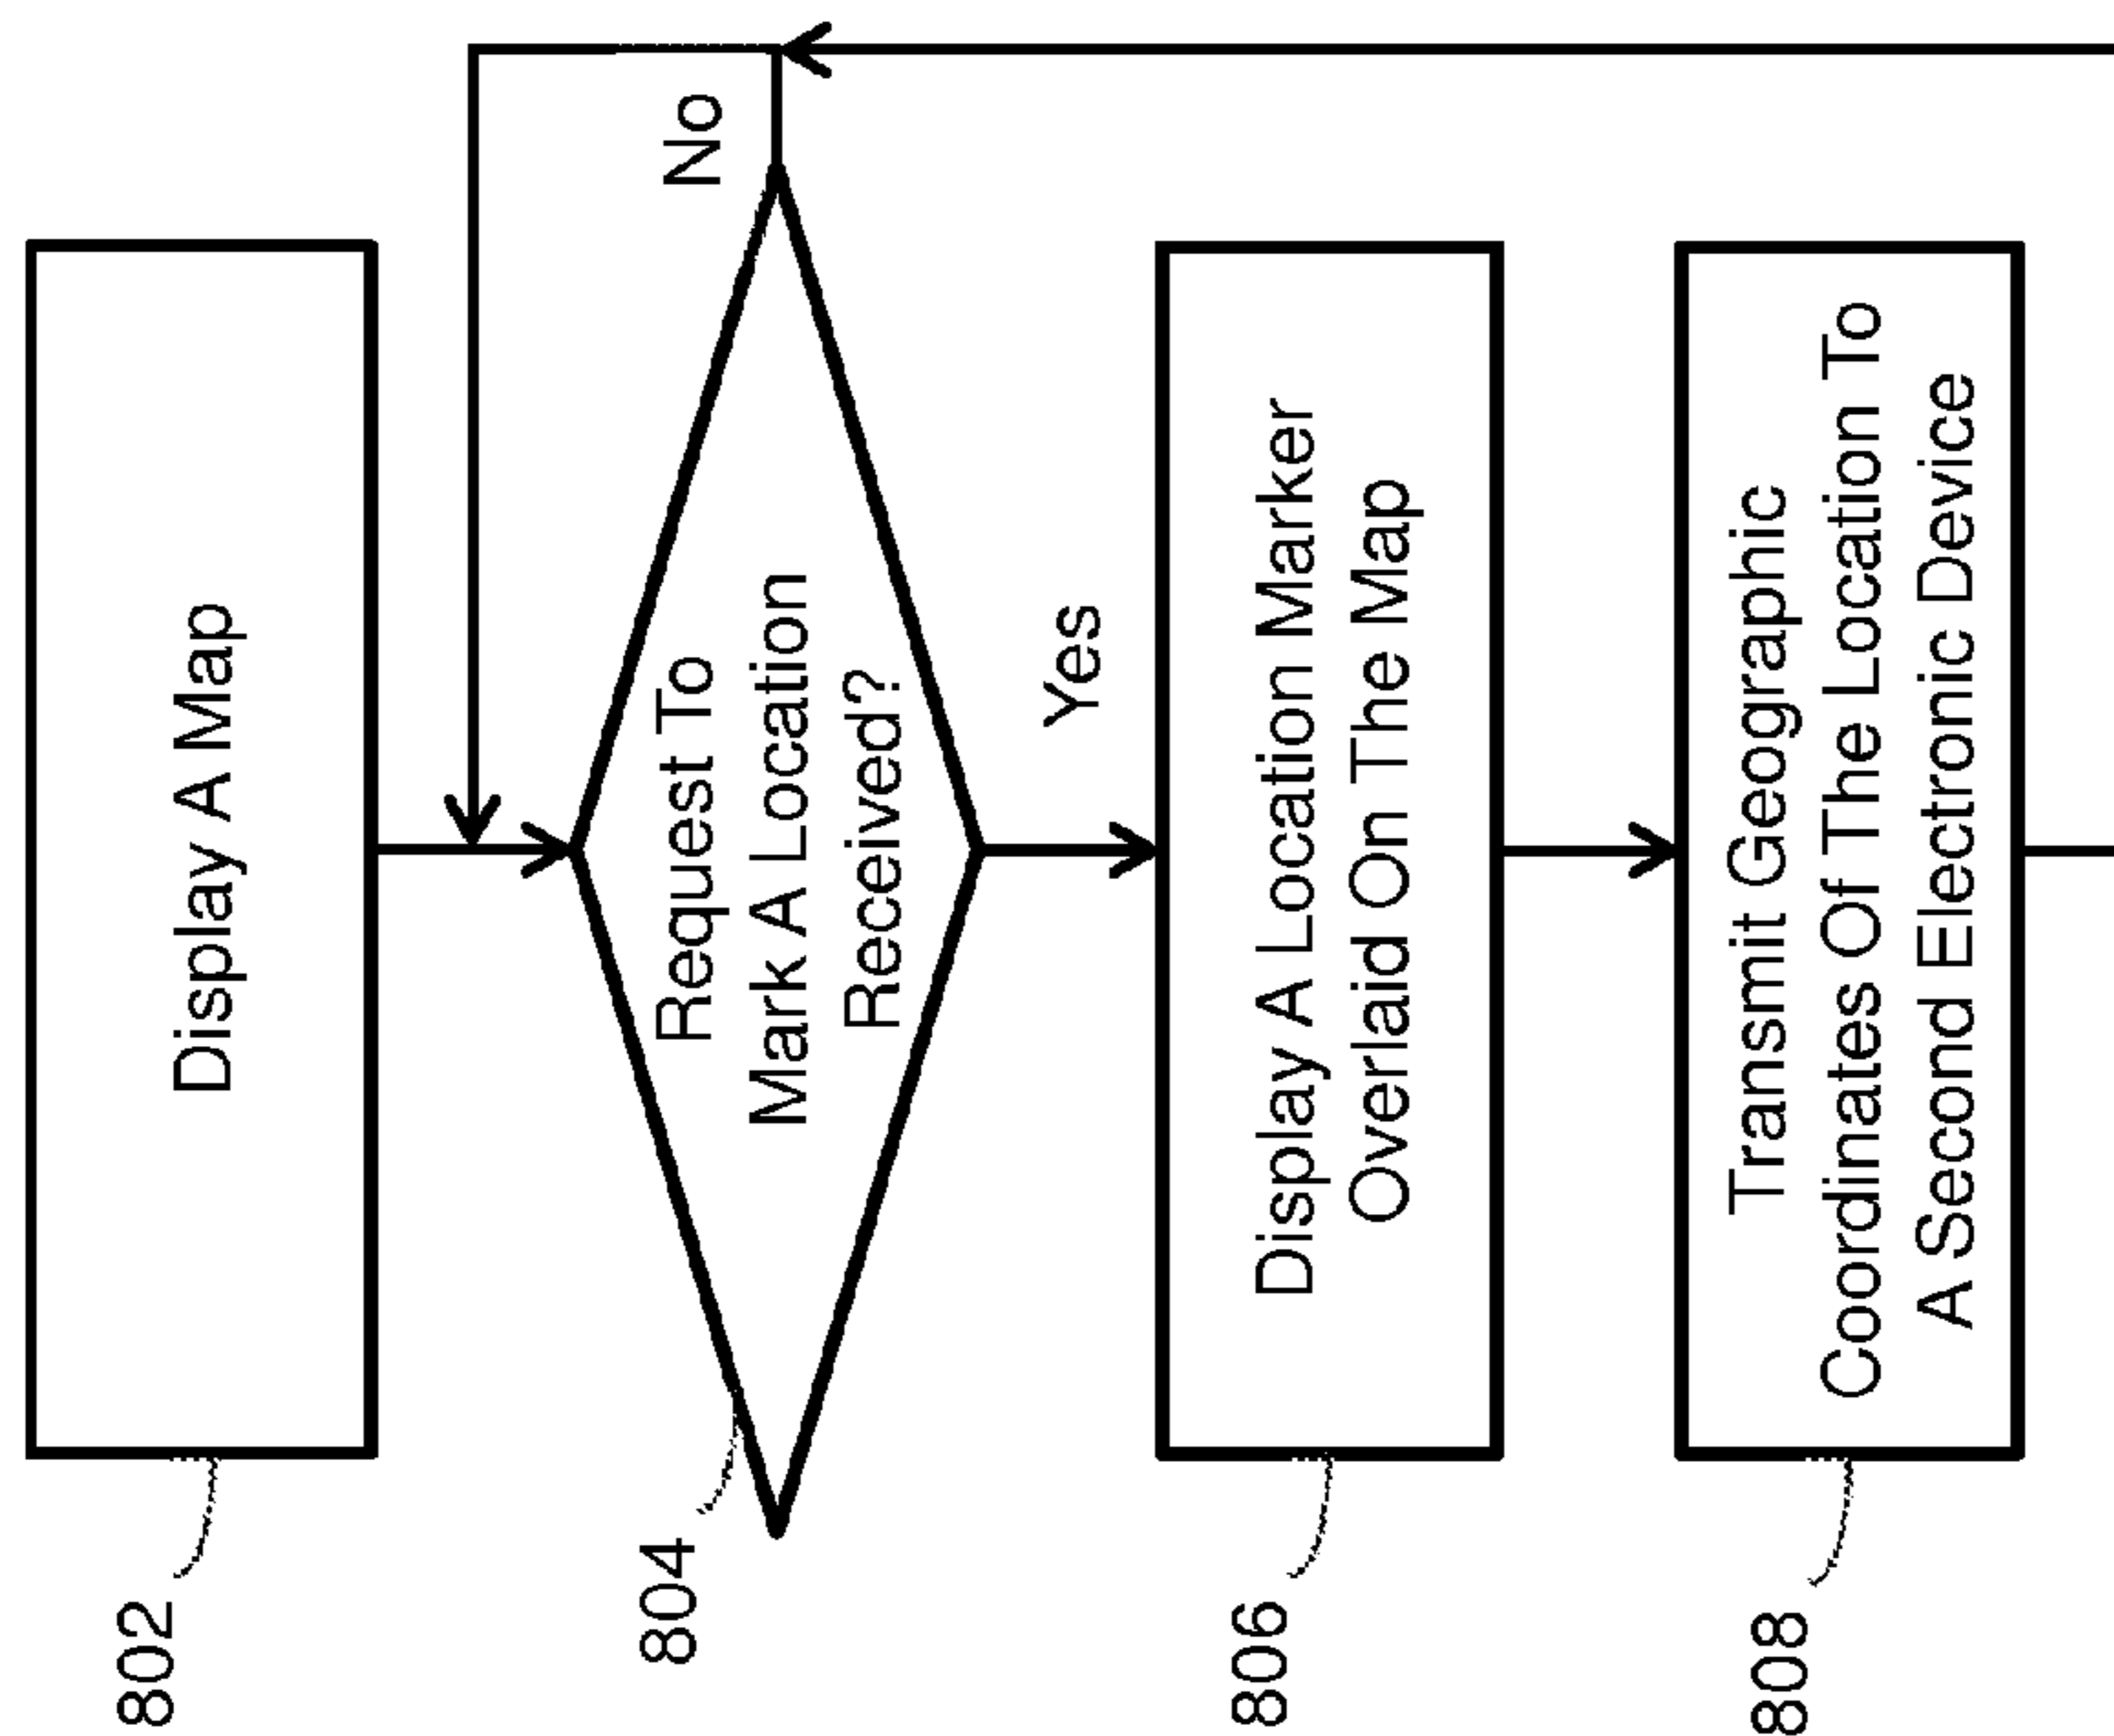 802
Display A Map
804
Request To
Mark A Location
Received?
No
Yes
806
Display A Location Marker
Overlaid On The Map
808
Transmit Geographic
Coordinates Of The Location To
A Second Electronic Device